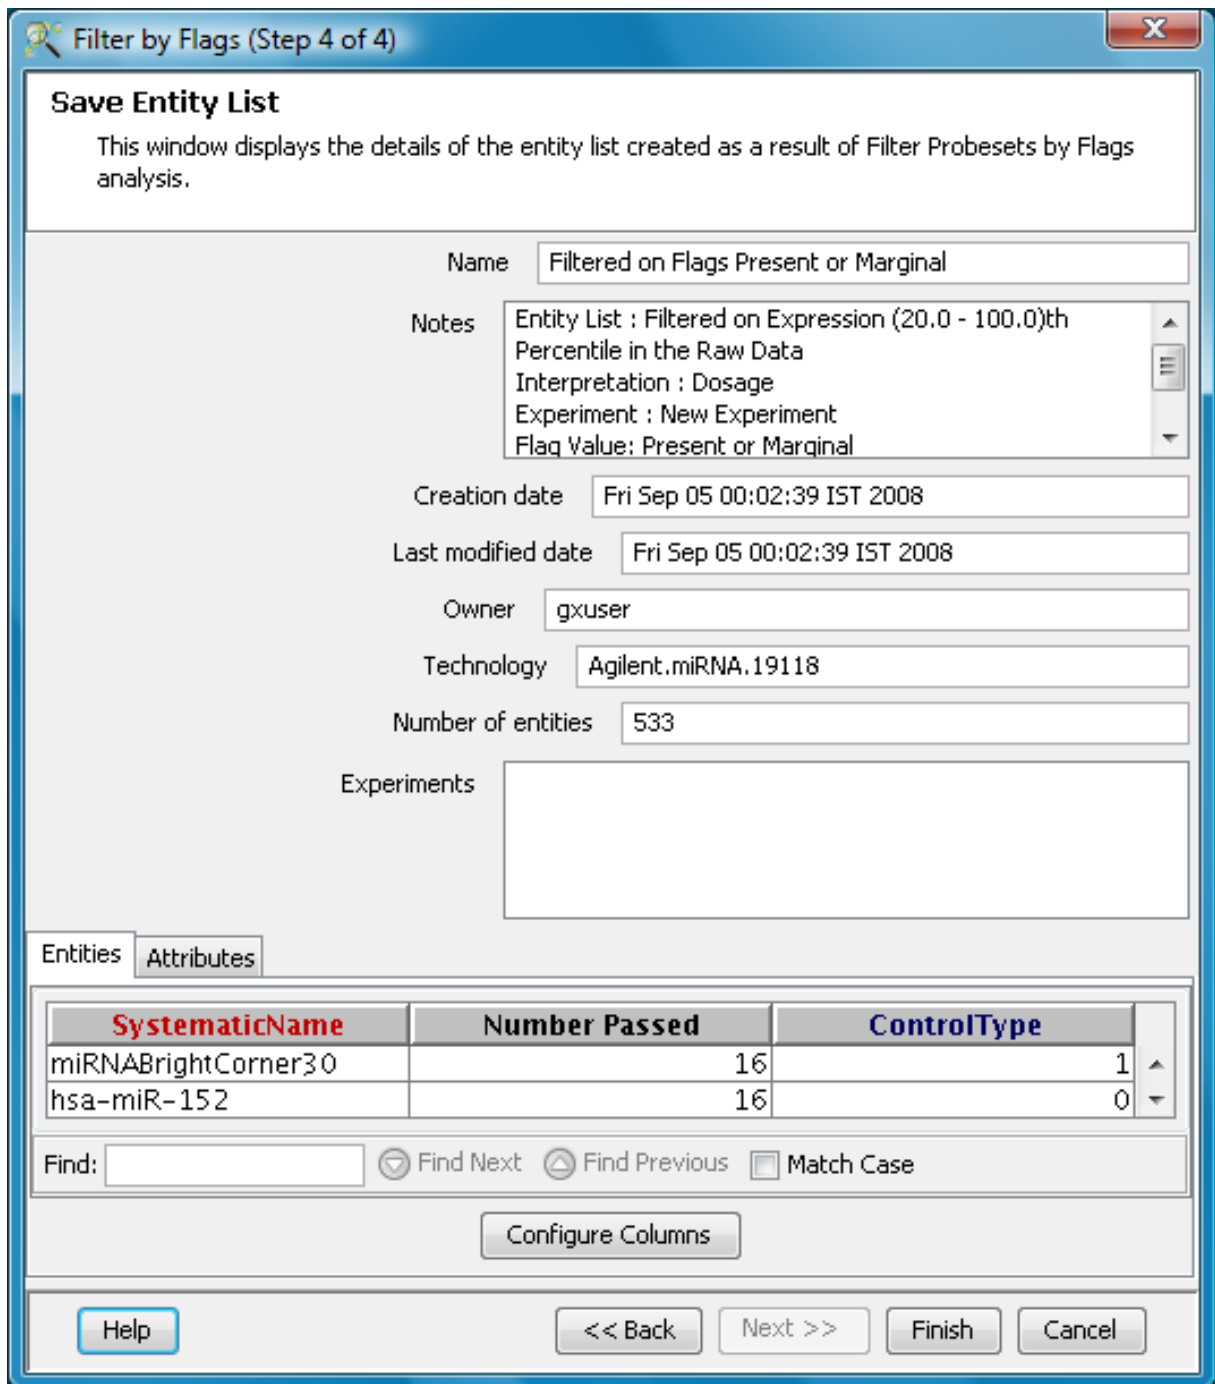 Filter by Flags (Step 4 of 4)
x
Save Entity List
This window displays the details of the entity list created as a result of Filter Probesets by Flags
analysis.
Name Filtered on Flags Present or Marginal
Notes Entity List : Filtered on Expression (20.0 - 100.0)th
Percentile in the Raw Data
Interpretation : Dosage
Experiment : New Experiment
Flag Value: Present or Marginal
Creation date Fri Sep 05 00:02:39 IST 2008
Last modified date Fri Sep 05 00:02:39 IST 2008
Owner gxuser
Technology Agilent.miRNA.19118
Number of entities 533
Experiments
Entities Attributes
SystematicName Number Passed ControlType
miRNABrightCorner30 16 1
hsa-miR-152 16 0
Find: Find Next Find Previous Match Case
Configure Columns
Help << Back Next >> Finish Cancel